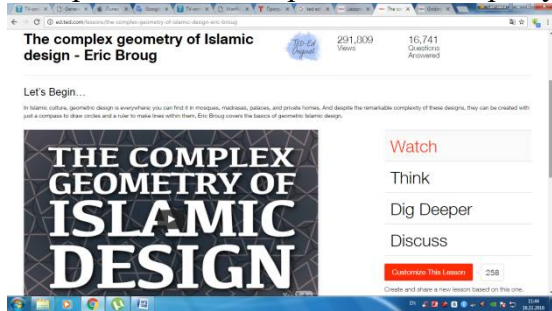 ed.ted.com/lessons/the-complex-geometry-of-islamic-design-eric-broug
The complex geometry of Islamic
design - Eric Broug
TED-Ed
Original
291,809
Views
16,741
Questions
Answered
Let's Begin…
In Islamic culture, geometric design is everywhere: you can find it in mosques, madrasas, palaces, and private homes. And despite the remarkable complexity of these designs, they can be created with
just a compass to draw circles and a ruler to make lines within them. Eric Broug covers the basics of geometric Islamic design.
THE COMPLEX
GEOMETRY OF
ISLAMIC
DESIGN
Watch
Think
Dig Deeper
Discuss
Customize This Lesson
258
Create and share a new lesson based on this one.